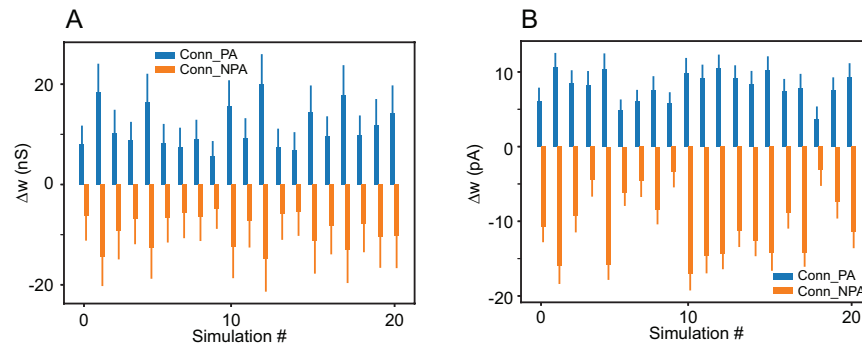 A
Conn_PA
Conn_NPA
20
0
-20
Δw (nS)
0
10
20
Simulation #
B
10
0
-10
-20
Δw (pA)
Conn_PA
Conn_NPA
0
10
20
Simulation #